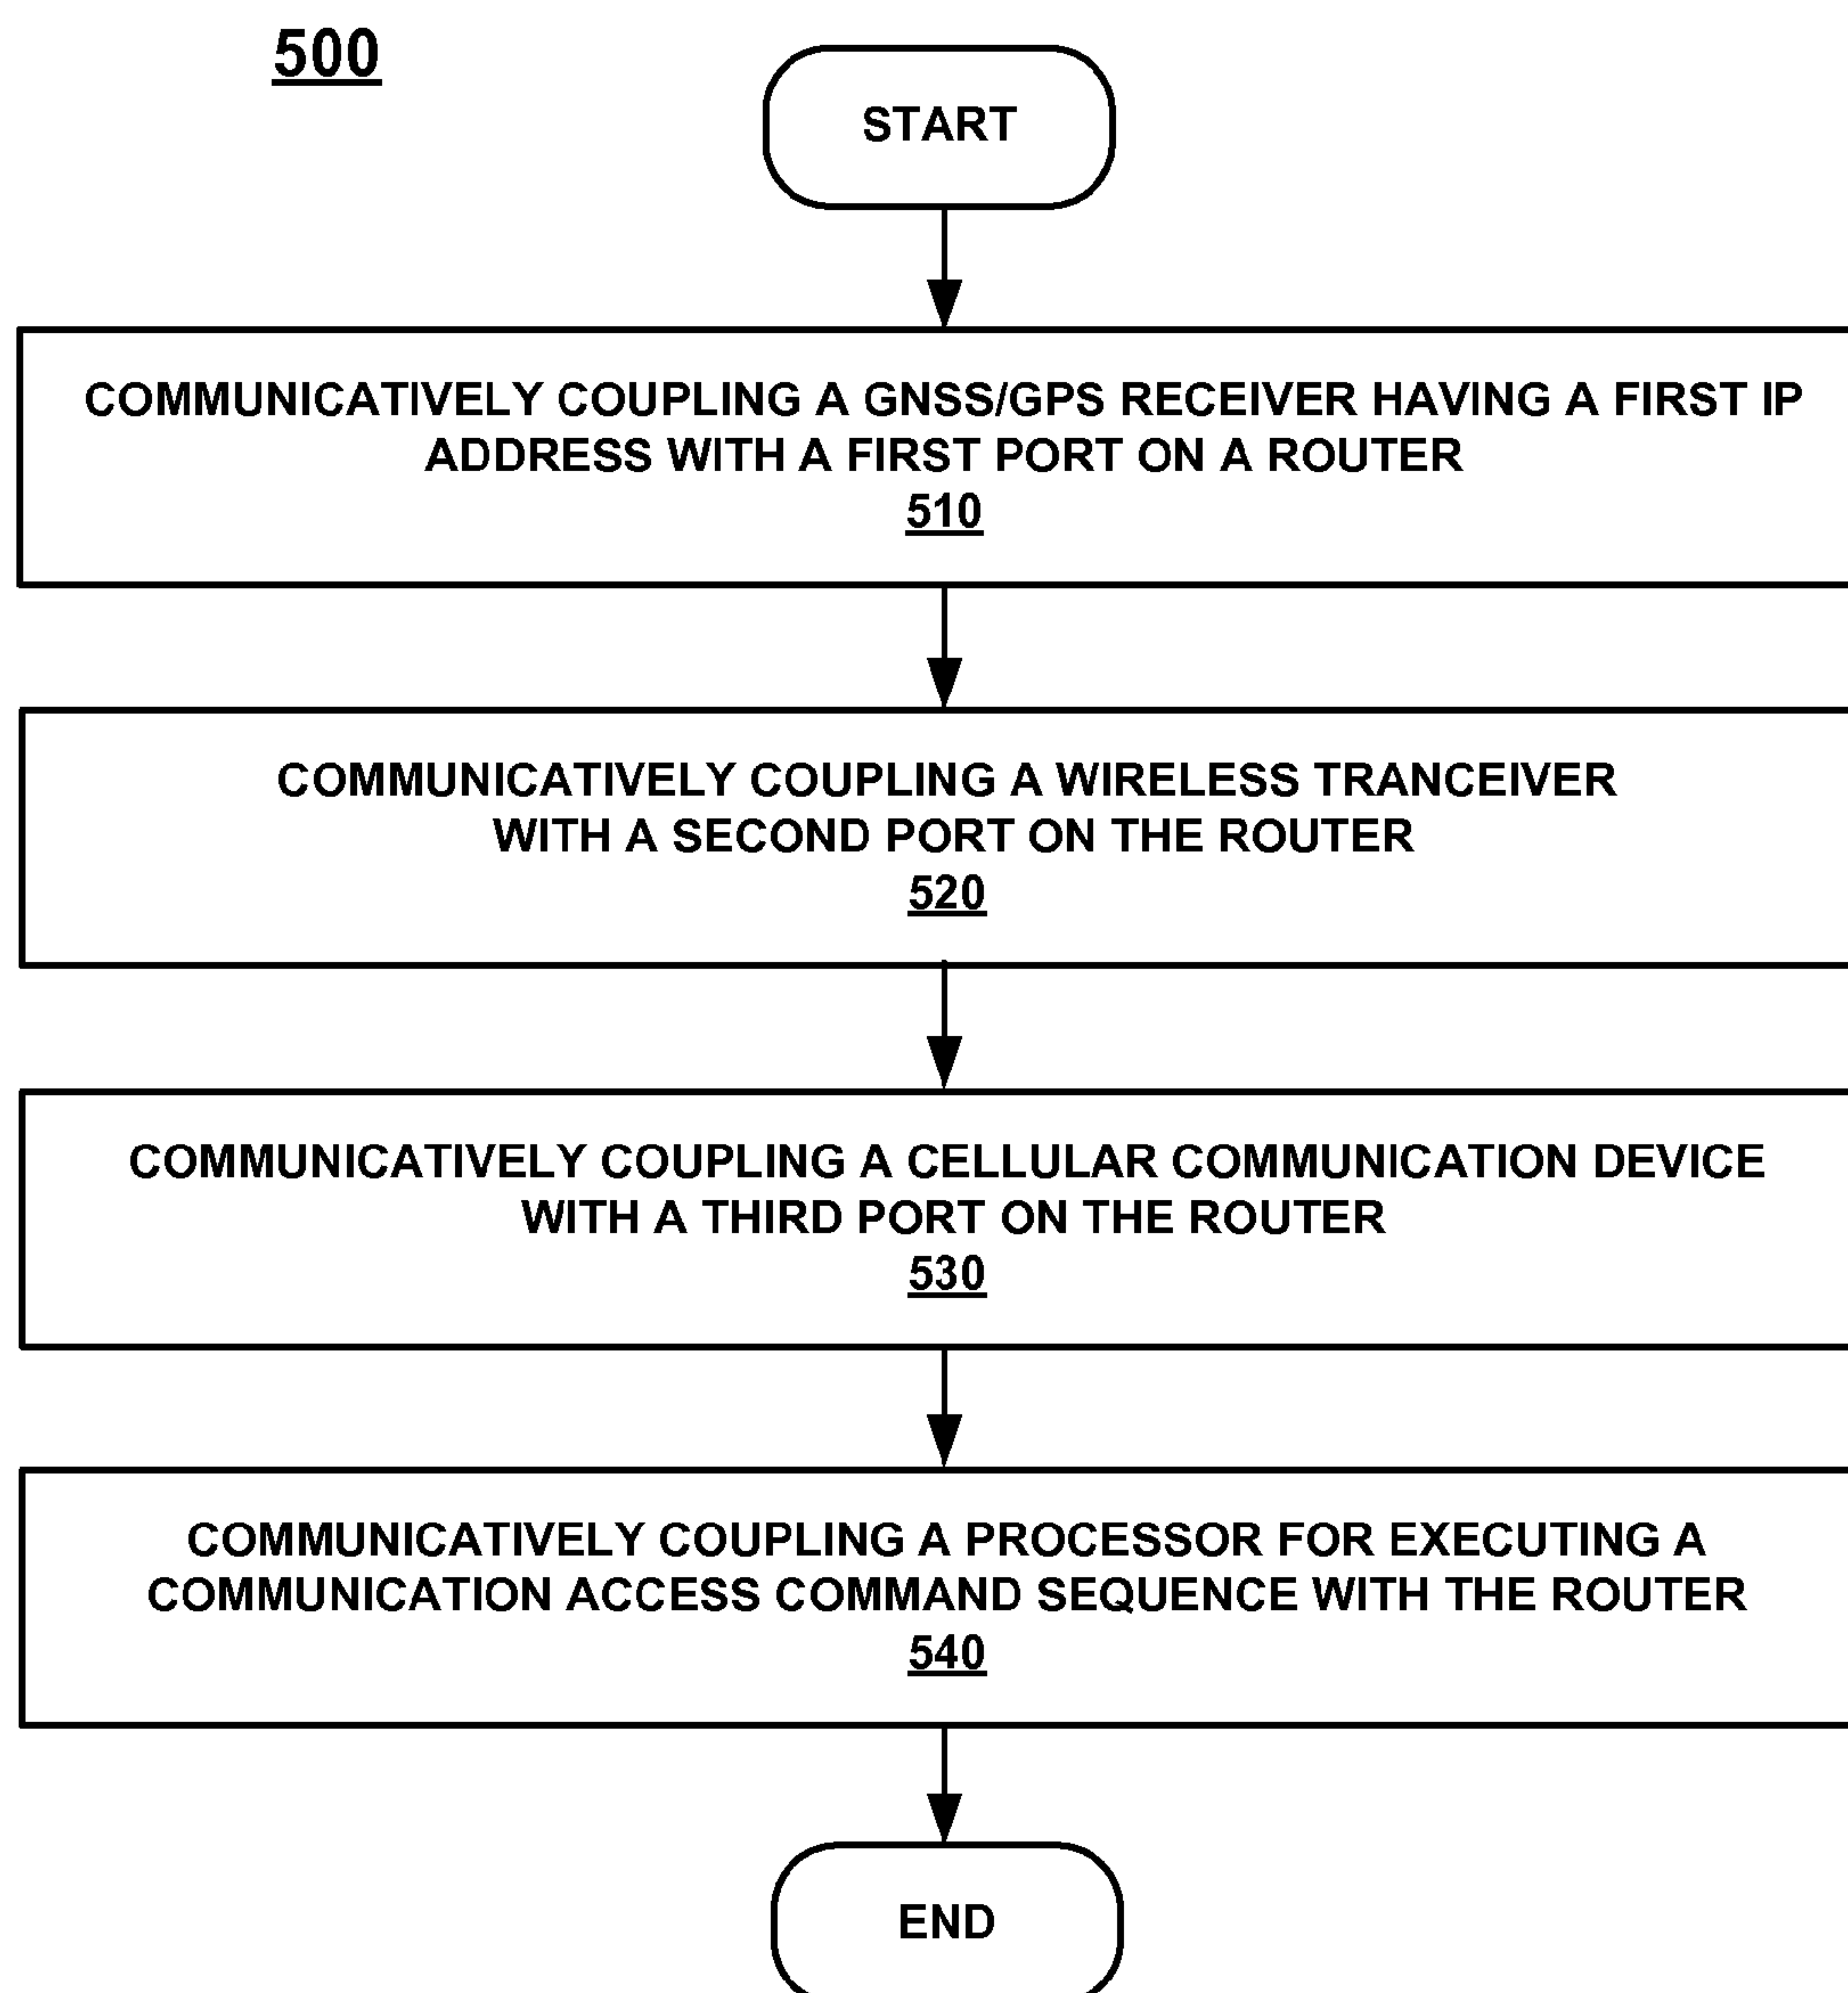 500
START
COMMUNICATIVELY COUPLING A GNSS/GPS RECEIVER HAVING A FIRST IP
ADDRESS WITH A FIRST PORT ON A ROUTER
510
COMMUNICATIVELY COUPLING A WIRELESS TRANCEIVER
WITH A SECOND PORT ON THE ROUTER
520
COMMUNICATIVELY COUPLING A CELLULAR COMMUNICATION DEVICE
WITH A THIRD PORT ON THE ROUTER
530
COMMUNICATIVELY COUPLING A PROCESSOR FOR EXECUTING A
COMMUNICATION ACCESS COMMAND SEQUENCE WITH THE ROUTER
540
END